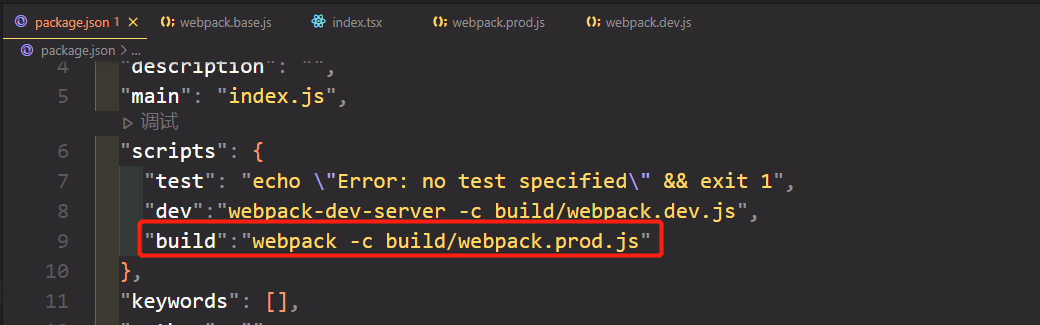 package.json 1 × webpack.base.js index.tsx webpack.prod.js webpack.dev.js
package.json > ...
4 "description": "",
5 "main": "index.js",
▷ 调试
6 "scripts": {
7 "test": "echo \"Error: no test specified\" && exit 1",
8 "dev":"webpack-dev-server -c build/webpack.dev.js",
9 "build":"webpack -c build/webpack.prod.js"
10 },
11 "keywords": [],